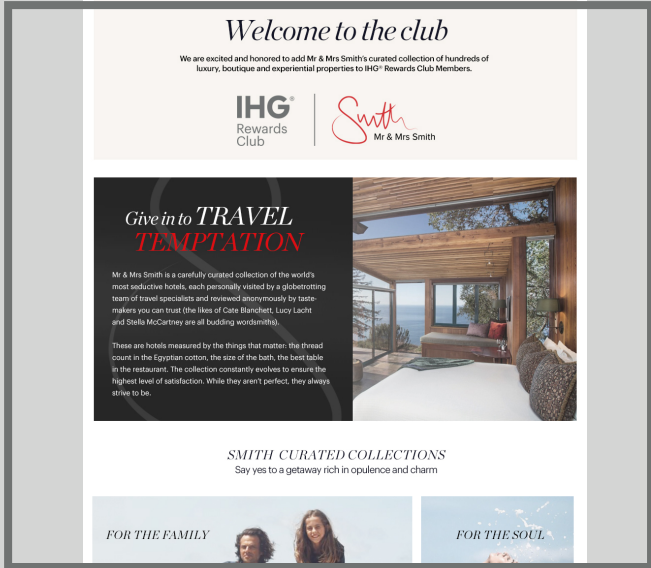 Welcome to the club
We are excited and honored to add Mr & Mrs Smith's curated collection of hundreds of
luxury, boutique and experiential properties to IHG® Rewards Club Members.
IHG®
Rewards
Club
Smith
Mr & Mrs Smith
Give in to TRAVEL
TEMPTATION
Mr & Mrs Smith is a carefully curated collection of the world's
most seductive hotels, each personally visited by a globetrotting
team of travel specialists and reviewed anonymously by taste-
makers you can trust (the likes of Cate Blanchett, Lucy Lacht
and Stella McCartney are all budding wordsmiths).
These are hotels measured by the things that matter: the thread
count in the Egyptian cotton, the size of the bath, the best table
in the restaurant. The collection constantly evolves to ensure the
highest level of satisfaction. While they aren't perfect, they always
strive to be.
SMITH CURATED COLLECTIONS
Say yes to a getaway rich in opulence and charm
FOR THE FAMILY
FOR THE SOUL